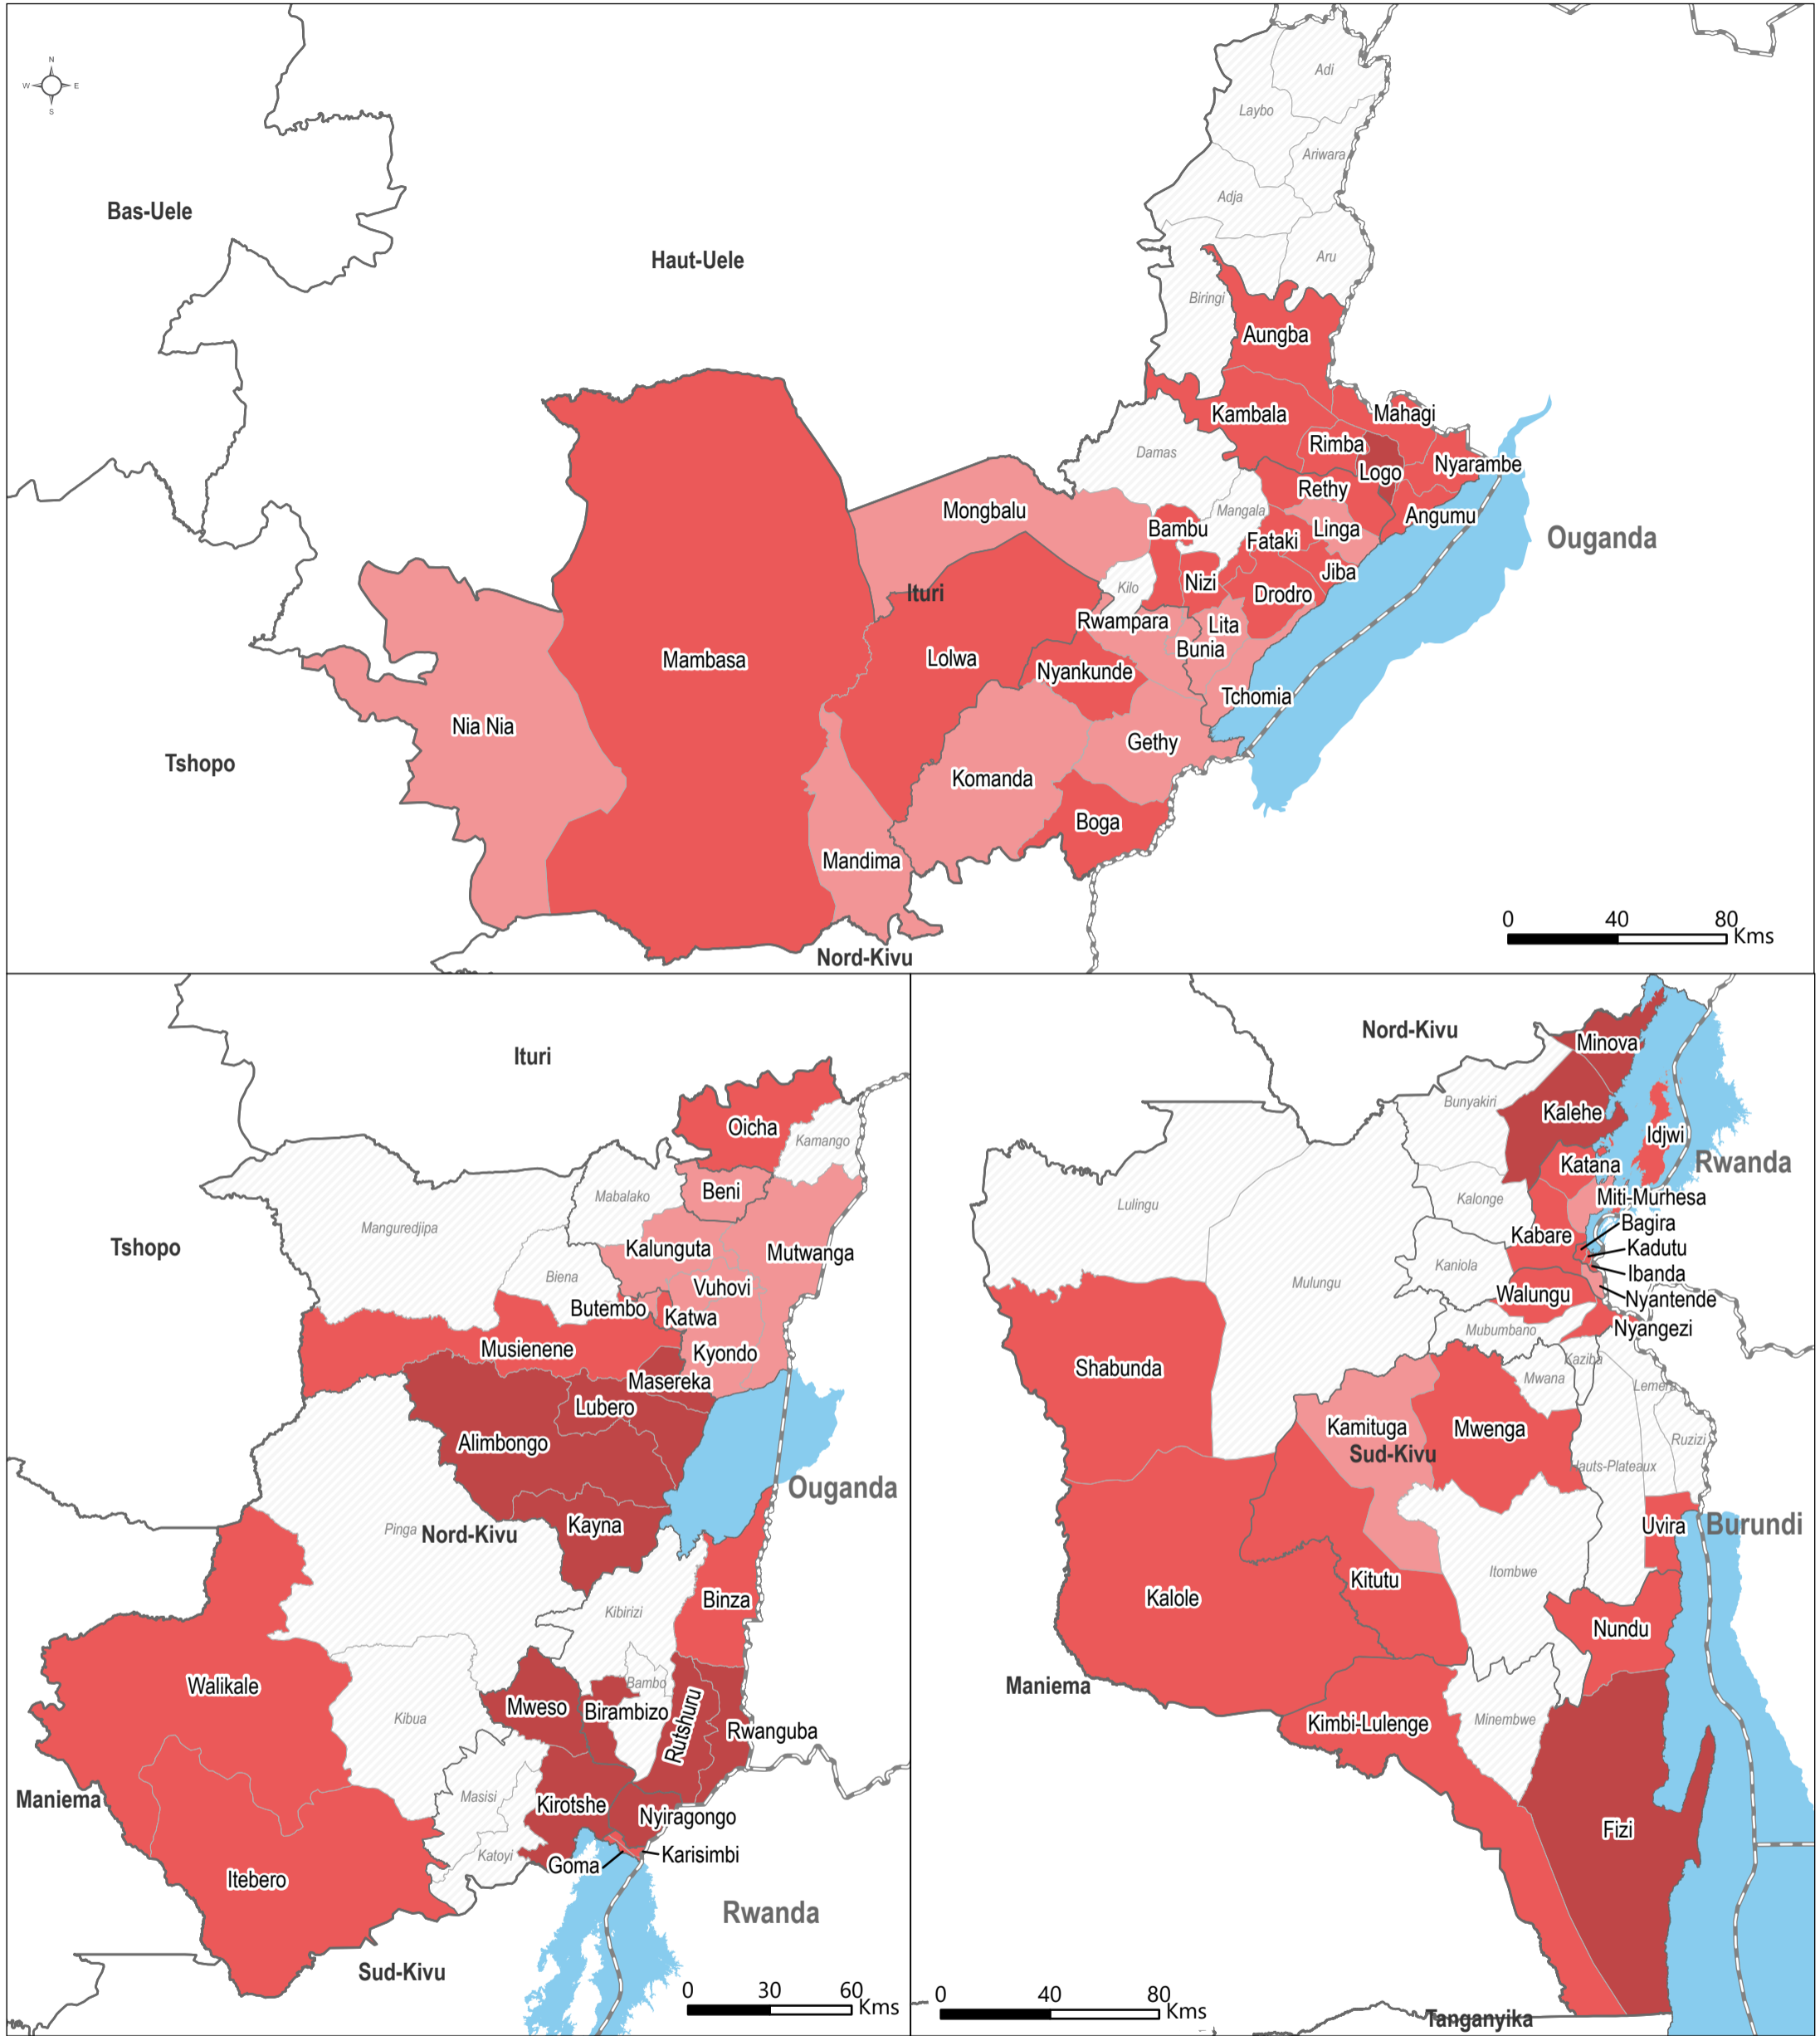 N
W
E
S
Adi
Laybo
Ariwara
Adja
Bas-Uele
Haut-Uele
Aru
Biringi
Aungba
Kambala
Mahagi
Rimba
Damas
Logo
Nyarambe
Rethy
Mongbalu
Mangala
Angumu
Bambu
Linga
Fataki
Ouganda
Jiba
Nizi
Kilo
Ituri
Drodro
Rwampara
Lita
Bunia
Mambasa
Lolwa
Nyankunde
Tchomia
Nia Nia
Gethy
Tshopo
Komanda
Boga
Mandima
Nord-Kivu
0 40 80 Kms
Ituri
Oicha
Kamango
Beni
Mabalako
Manguredjipa
Tshopo
Kalunguta
Mutwanga
Biena
Vuhovi
Butembo
Katwa
Musienene
Kyondo
Masereka
Lubero
Alimbongo
Ouganda
Kayna
Pinga
Nord-Kivu
Binza
Kibirizi
Walikale
Bambo
Mweso
Birambizo
Kibua
Rutshuru
Rwanguba
Maniema
Masisi
Kirotshe
Nyiragongo
Katoyi
Karisimbi
Goma
Itebero
Rwanda
Sud-Kivu
0 30 60 Kms
Nord-Kivu
Minova
Bunyakiri
Kalehe
Idjwi
Katana
Rwanda
Miti-Murhesa
Lulingu
Kalonge
Bagira
Kabare
Kadutu
Kaniola
Ibanda
Mulungu
Walungu
Nyantende
Mubumbano
Nyangezi
Kaziba
Shabunda
Mwana
Lemera
Kamituga
Mwenga
Ruzizi
Sud-Kivu
Hauts-Plateaux
Uvira
Burundi
Itombwe
Kitutu
Kalole
Nundu
Maniema
Kimbi-Lulenge
Minembwe
Fizi
0 40 80 Kms
Tanganyika